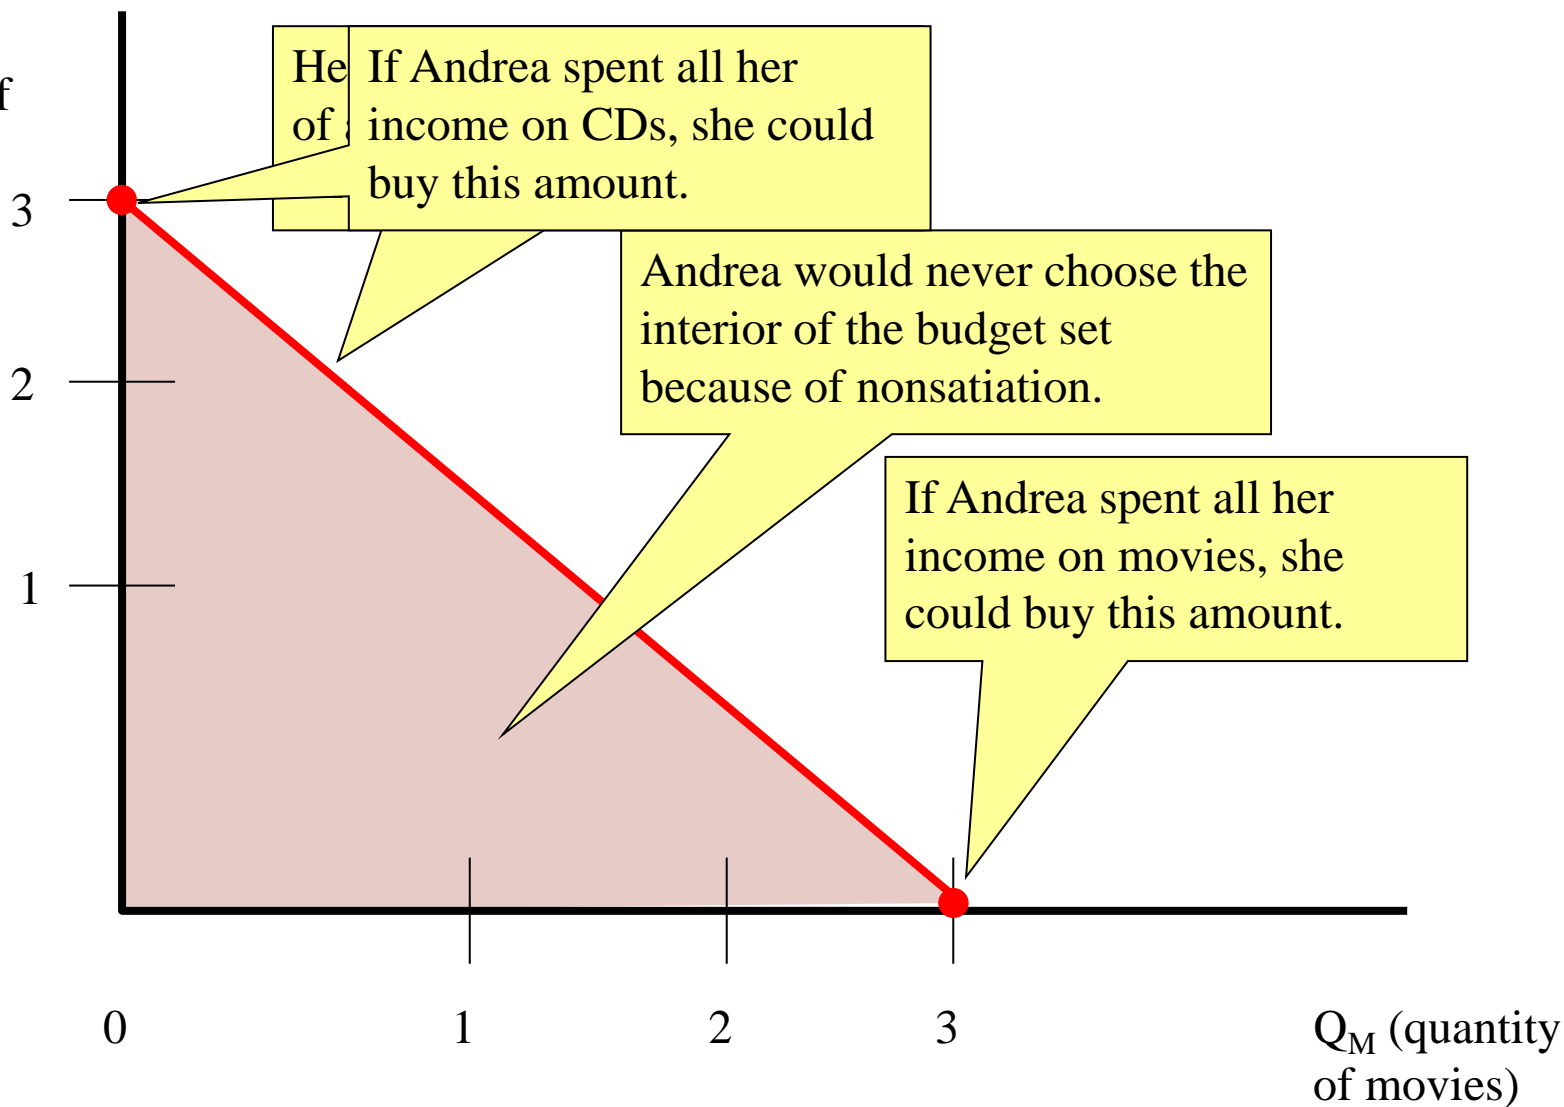 He
of
If Andrea spent all her
income on CDs, she could
buy this amount.
f
3
Andrea would never choose the
interior of the budget set
because of nonsatiation.
2
If Andrea spent all her
income on movies, she
could buy this amount.
1
0 1 2 3
Q_M (quantity
of movies)